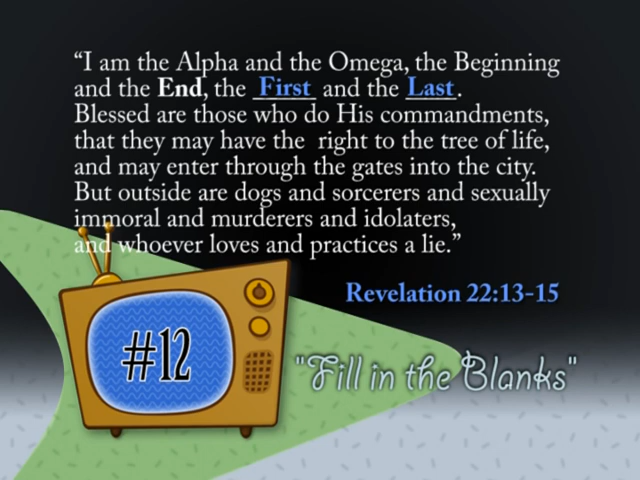 “I am the Alpha and the Omega, the Beginning
and the End, the First and the Last.
Blessed are those who do His commandments,
that they may have the right to the tree of life,
and may enter through the gates into the city.
But outside are dogs and sorcerers and sexually
immoral and murderers and idolaters,
and whoever loves and practices a lie.”
Revelation 22:13-15
#12
"Fill in the Blanks"